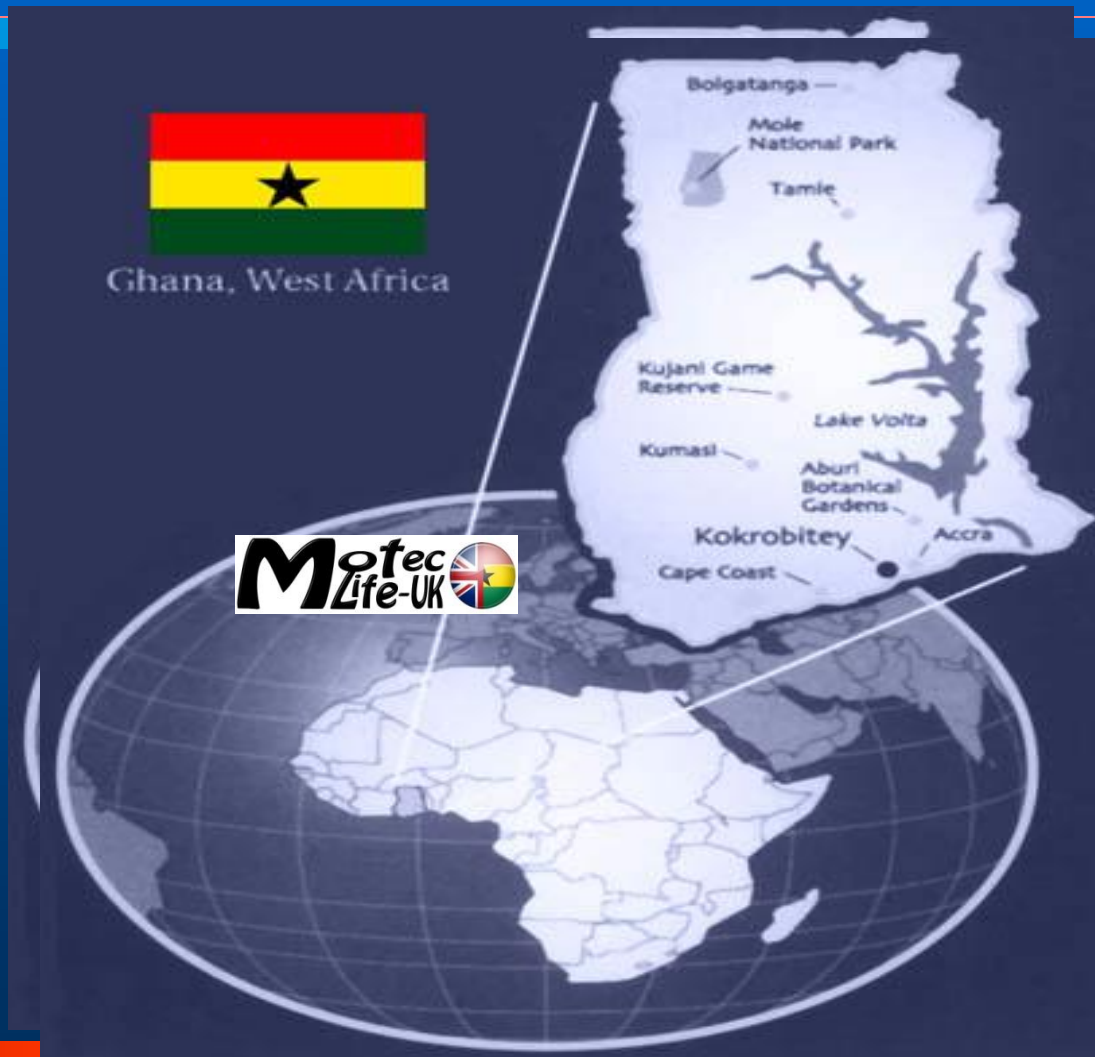 Ghana, West Africa
Bolgatanga
Mole
National Park
Tamle
Kujani Game
Reserve
Lake Volta
Kumasi
Aburi
Botanical
Gardens
Kokrobitey
Accra
Cape Coast
Motec
Life-UK